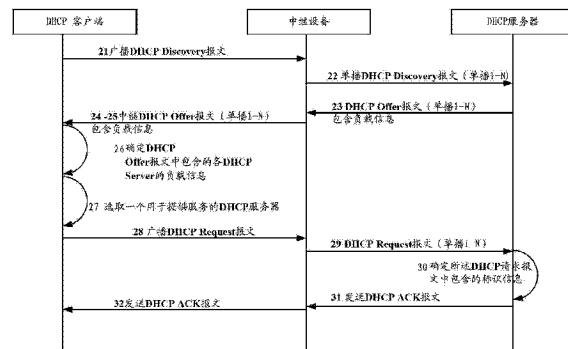 DHCP 客户端
中继设备
DHCP服务器
21广播DHCP Discovery报文
22 单播DHCP Discovery报文（单播1-N）
23 DHCP Offer报文（单播1-N）
包含负载信息
24 -25中继DHCP Offer报文（单播1-N）
包含负载信息
26确定DHCP
Offer报文中包含的各DHCP
Server的负载信息
27 选取一个用于提供服务的DHCP服务器
28 广播DHCP Request报文
29 DHCP Request报文（单播1-N）
30确定所述DHCP请求报
文中包含的标识信息
31发送DHCP ACK报文
32发送DHCP ACK报文